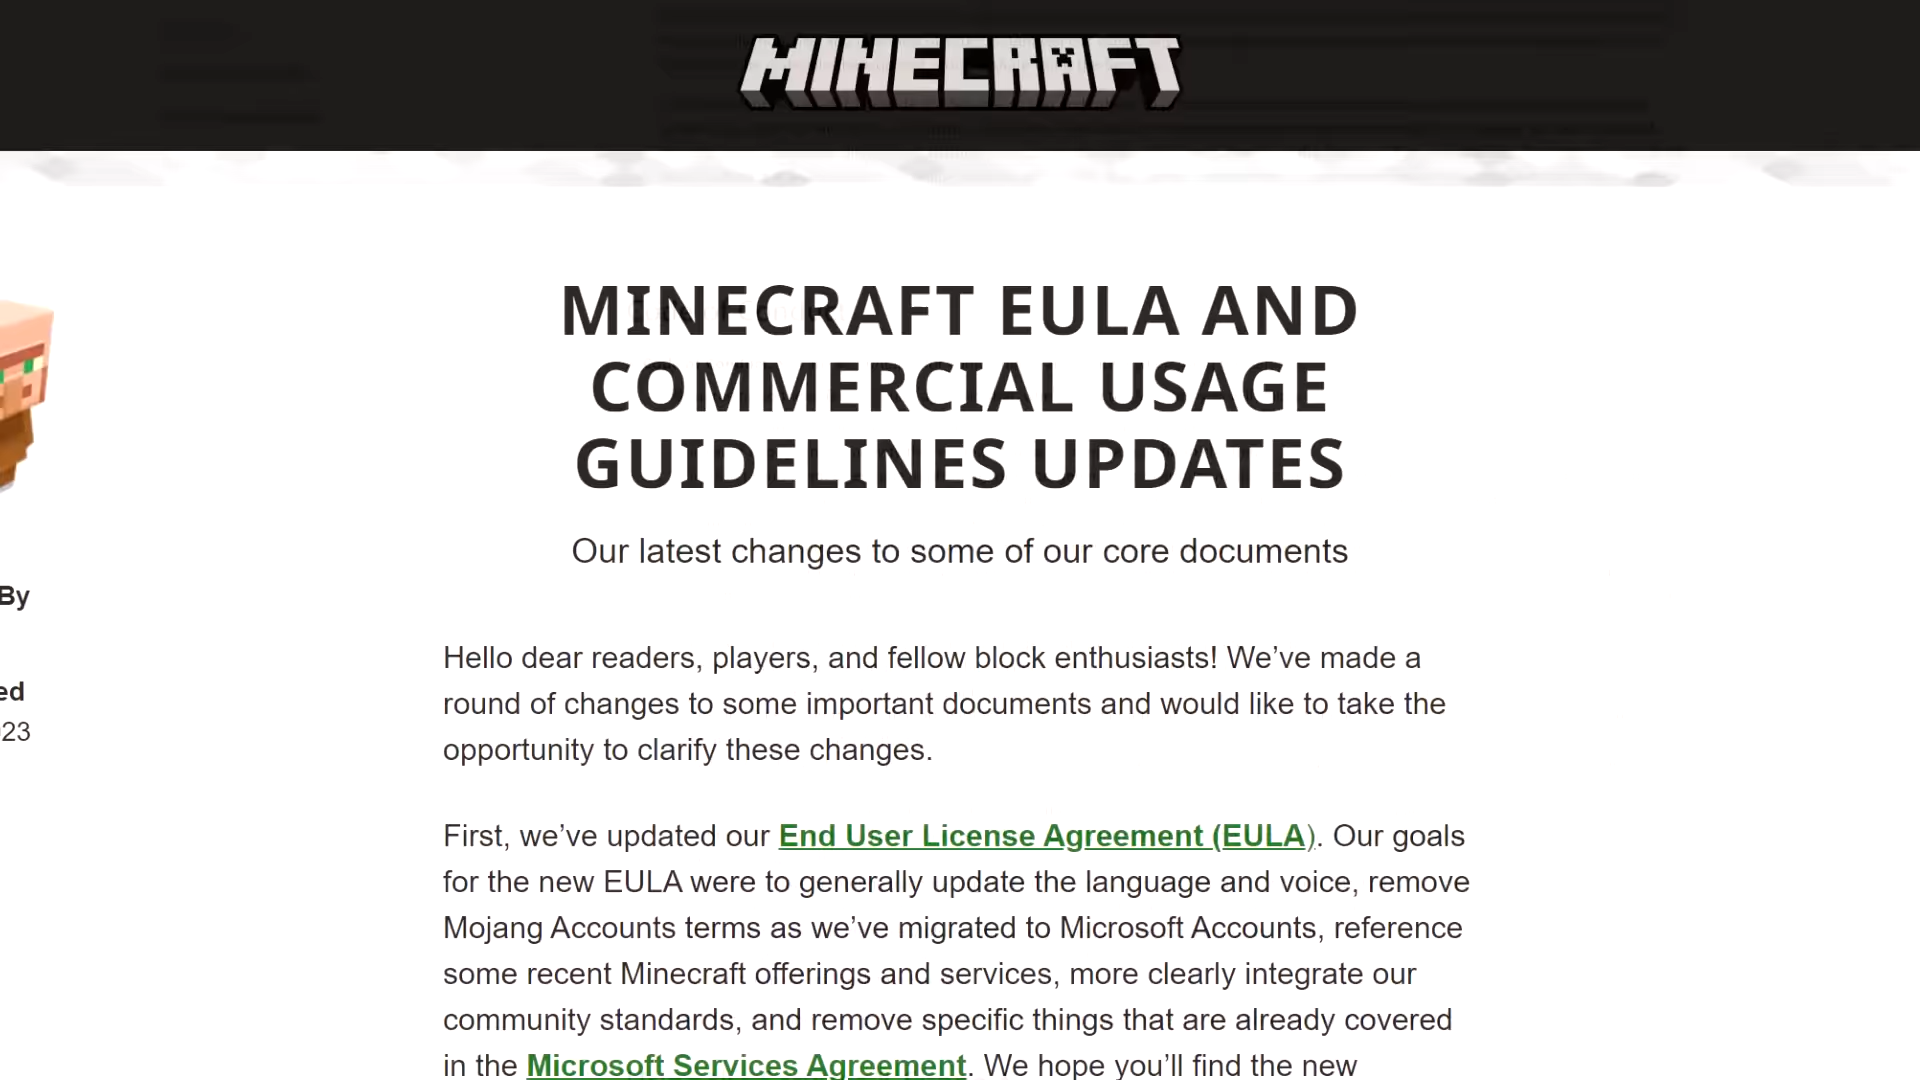 MINECRAFT
MINECRAFT EULA AND
COMMERCIAL USAGE
GUIDELINES UPDATES
Our latest changes to some of our core documents
By
ed
23
Hello dear readers, players, and fellow block enthusiasts! We’ve made a
round of changes to some important documents and would like to take the
opportunity to clarify these changes.
First, we’ve updated our End User License Agreement (EULA). Our goals
for the new EULA were to generally update the language and voice, remove
Mojang Accounts terms as we’ve migrated to Microsoft Accounts, reference
some recent Minecraft offerings and services, more clearly integrate our
community standards, and remove specific things that are already covered
in the Microsoft Services Agreement. We hope you’ll find the new